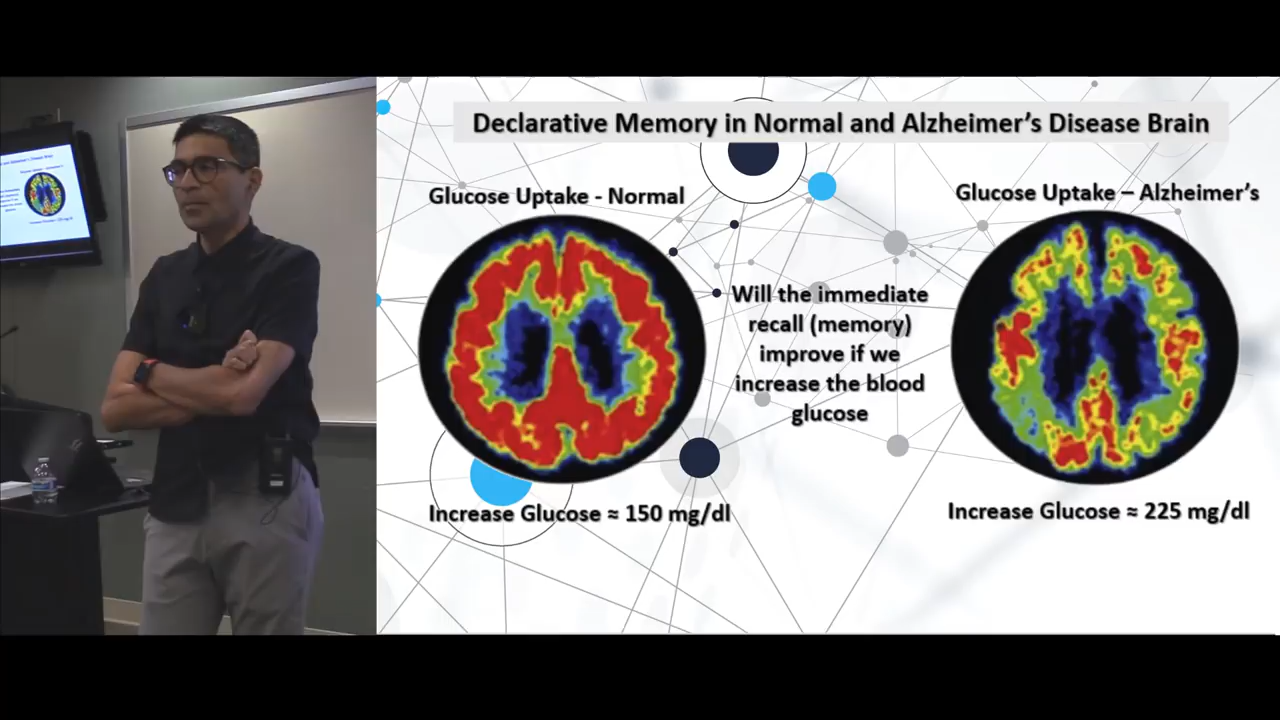 Declarative Memory in Normal and Alzheimer's Disease Brain
Glucose Uptake - Normal
Glucose Uptake – Alzheimer's
Will the immediate
recall (memory)
improve if we
increase the blood
glucose
Increase Glucose ≈ 150 mg/dl
Increase Glucose ≈ 225 mg/dl